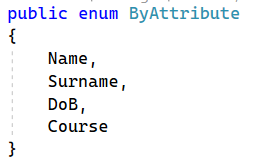 public enum ByAttribute
{
    Name,
    Surname,
    DoB,
    Course
}